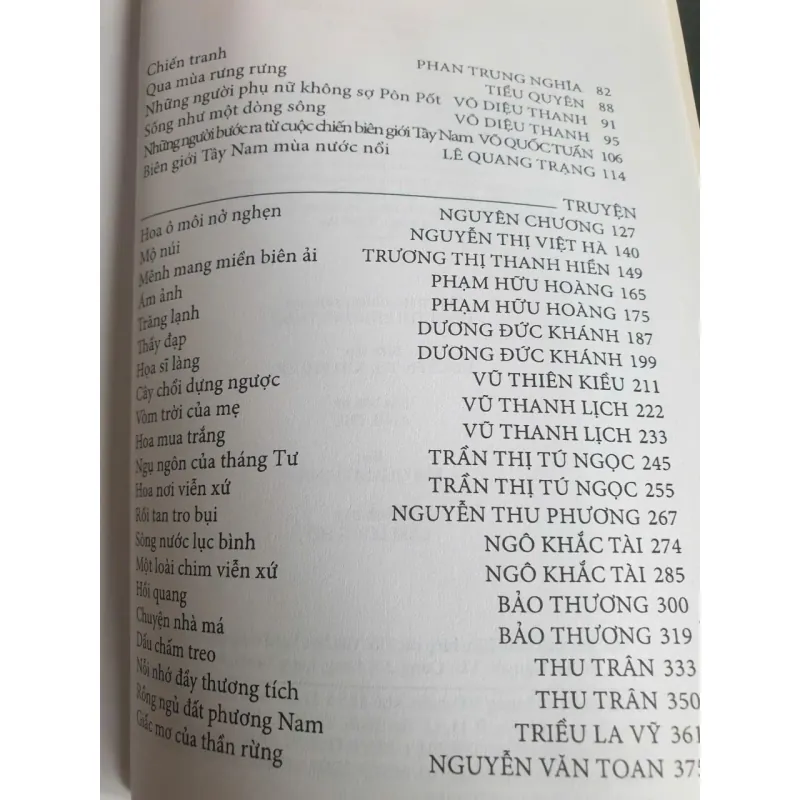 Chiến tranh PHAN TRUNG NGHĨA 82
Qua mùa rưng rưng TIỂU QUYÊN 88
Những người phụ nữ không sợ Pôn Pốt VÕ DIỆU THANH 91
Sống như một dòng sông VÕ DIỆU THANH 95
Những người bước ra từ cuộc chiến biên giới Tây Nam VÕ QUỐC TUẤN 106
Biên giới Tây Nam mùa nước nổi LÊ QUANG TRẠNG 114
TRUYỆN
Hoa ô môi nở nghẹn NGUYÊN CHƯƠNG 127
Mộ núi NGUYỄN THỊ VIỆT HÀ 140
Mênh mang miền biên ải TRƯƠNG THỊ THANH HIỀN 149
Ám ảnh PHẠM HỮU HOÀNG 165
Trăng lạnh PHẠM HỮU HOÀNG 175
Thầy đạp DƯƠNG ĐỨC KHÁNH 187
Họa sĩ làng DƯƠNG ĐỨC KHÁNH 199
Cây chổi dựng ngược VŨ THIÊN KIỀU 211
Vòm trời của mẹ VŨ THANH LỊCH 222
Hoa mua trắng VŨ THANH LỊCH 233
Ngụ ngôn của tháng Tư TRẦN THỊ TÚ NGỌC 245
Hoa nơi viễn xứ TRẦN THỊ TÚ NGỌC 255
Rồi tan tro bụi NGUYỄN THU PHƯƠNG 267
Sông nước lục bình NGÔ KHẮC TÀI 274
Một loài chim viễn xứ NGÔ KHẮC TÀI 285
Hồi quang BẢO THƯƠNG 300
Chuyện nhà má BẢO THƯƠNG 319
Dấu chấm treo THU TRÂN 333
Nỗi nhớ đầy thương tích THU TRÂN 350
Rồng ngủ đất phương Nam TRIỀU LA VỸ 361
Giấc mơ của thần rừng NGUYỄN VĂN TOAN 375